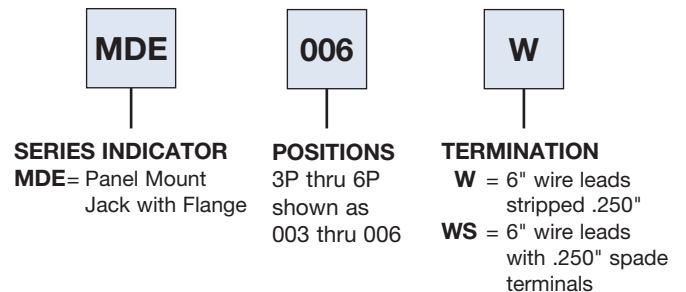 MDE 006 W
SERIES INDICATOR
MDE= Panel Mount
Jack with Flange
POSITIONS
3P thru 6P
shown as
003 thru 006
TERMINATION
W = 6" wire leads
stripped .250"
WS = 6" wire leads
with .250" spade
terminals